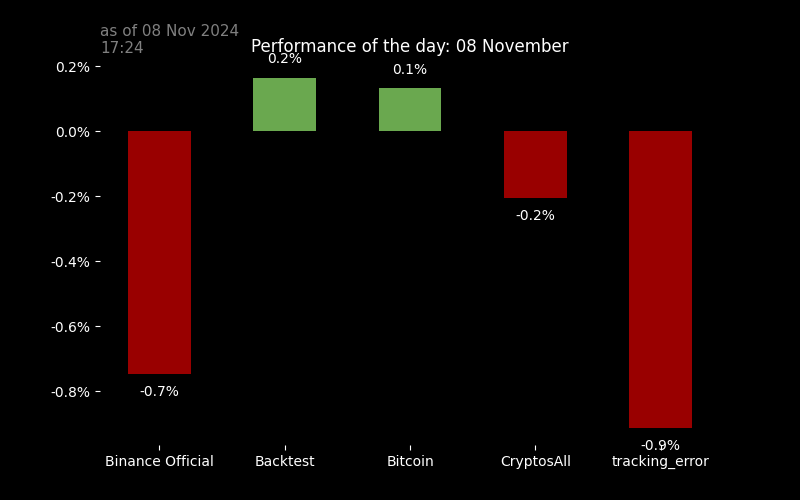 as of 08 Nov 2024
17:24
Performance of the day: 08 November
0.2%
0.2%
0.1%
0.0%
-0.2%
-0.2%
-0.4%
-0.6%
-0.8%
-0.7%
-0.9%
Binance Official
Backtest
Bitcoin
CryptosAll
tracking_error